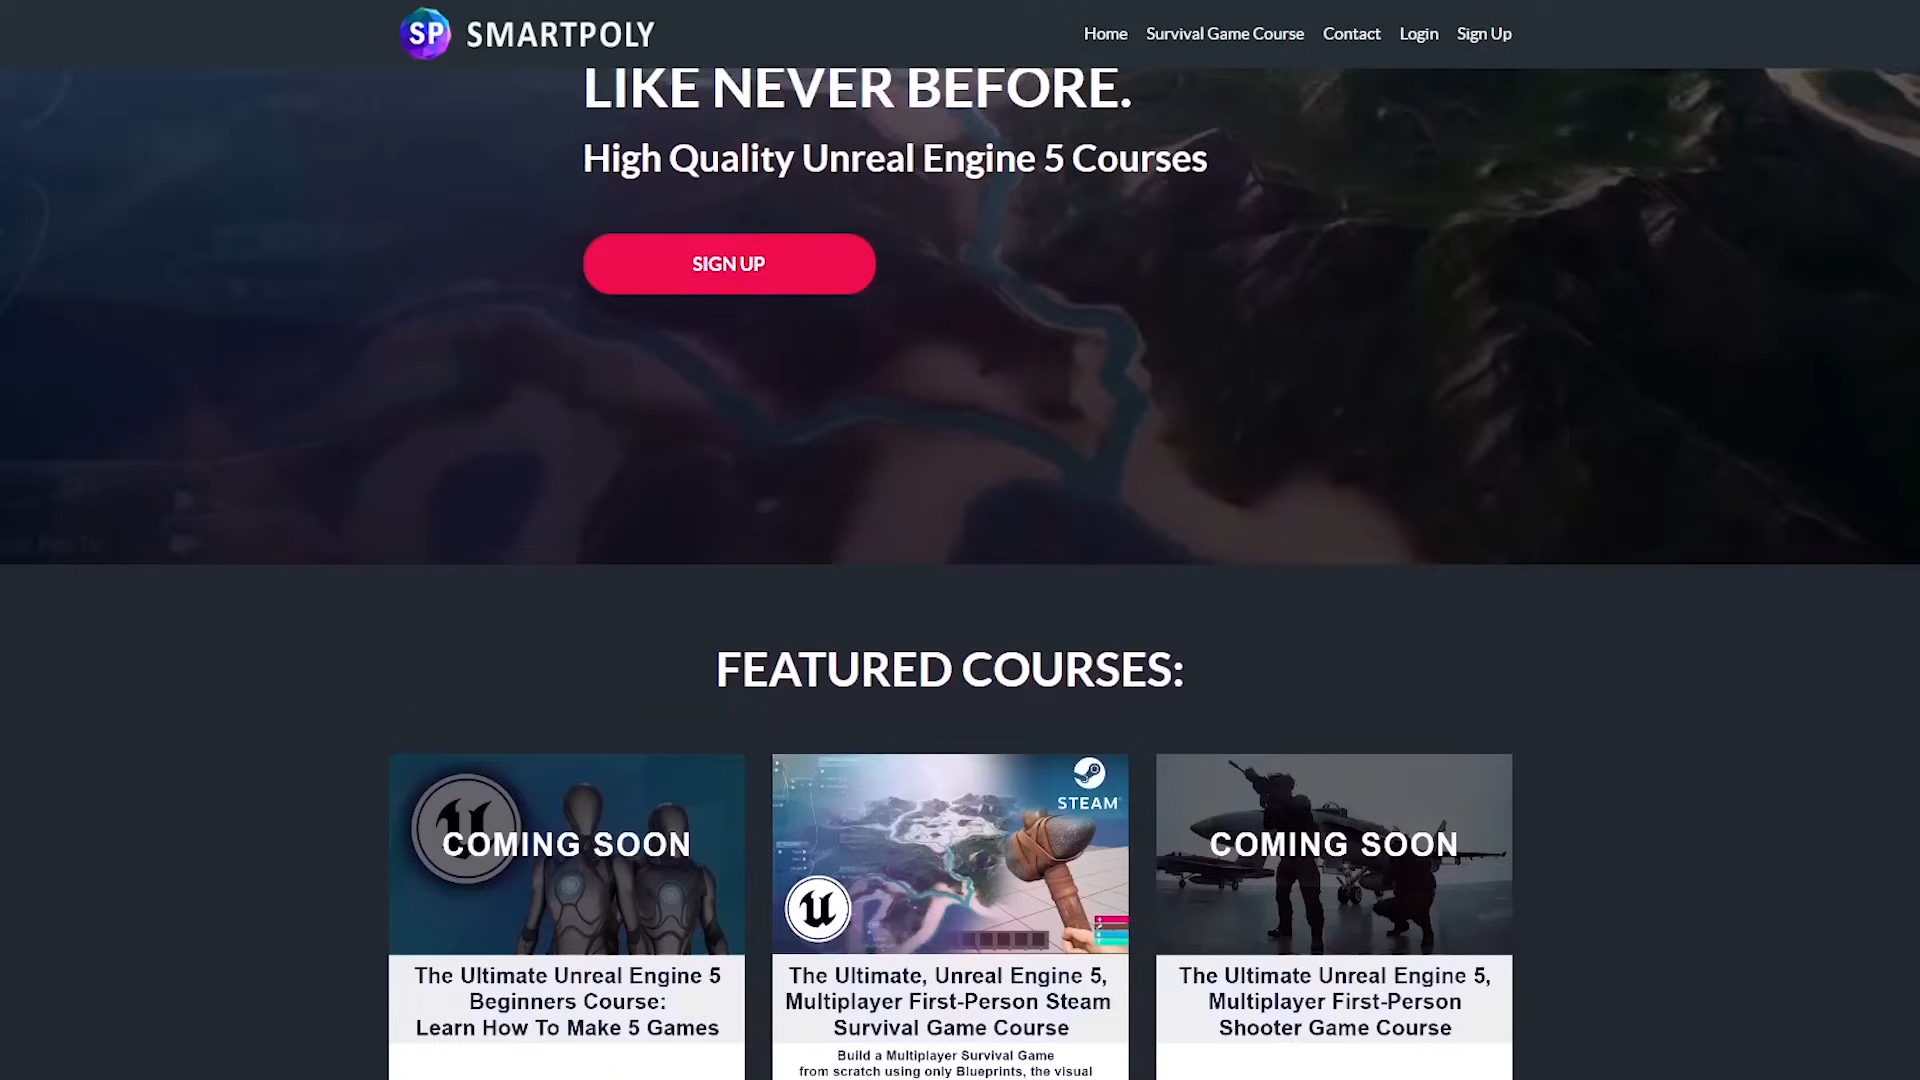 SP SMARTPOLY
Home Survival Game Course Contact Login Sign Up
LIKE NEVER BEFORE.
High Quality Unreal Engine 5 Courses
SIGN UP
FEATURED COURSES:
COMING SOON
The Ultimate Unreal Engine 5
Beginners Course:
Learn How To Make 5 Games
STEAM
The Ultimate, Unreal Engine 5,
Multiplayer First-Person Steam
Survival Game Course
Build a Multiplayer Survival Game
from scratch using only Blueprints, the visual
COMING SOON
The Ultimate Unreal Engine 5,
Multiplayer First-Person
Shooter Game Course